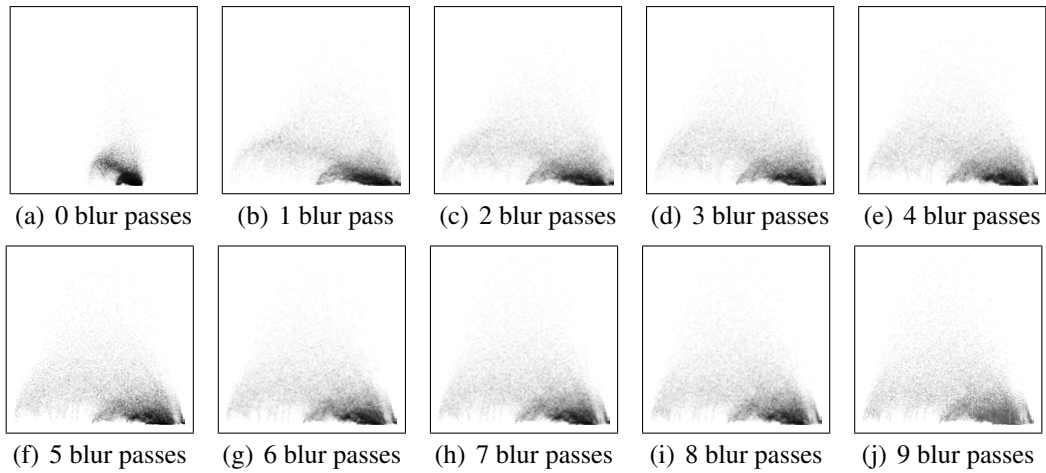 (a) 0 blur passes (b) 1 blur pass (c) 2 blur passes (d) 3 blur passes (e) 4 blur passes
(f) 5 blur passes (g) 6 blur passes (h) 7 blur passes (i) 8 blur passes (j) 9 blur passes